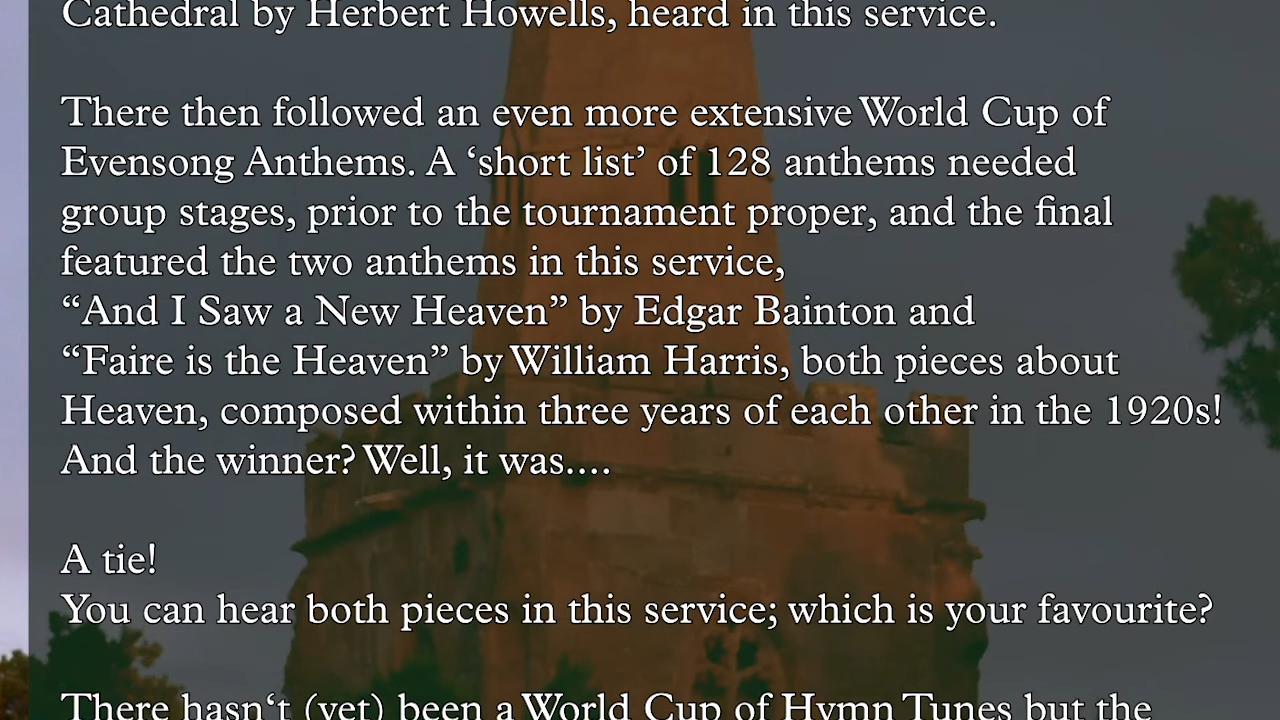 Cathedral by Herbert Howells, heard in this service.
There then followed an even more extensive World Cup of
Evensong Anthems. A ‘short list’ of 128 anthems needed
group stages, prior to the tournament proper, and the final
featured the two anthems in this service,
“And I Saw a New Heaven” by Edgar Bainton and
“Faire is the Heaven” by William Harris, both pieces about
Heaven, composed within three years of each other in the 1920s!
And the winner? Well, it was....
A tie!
You can hear both pieces in this service; which is your favourite?
There hasn‘t (yet) been a World Cup of Hymn Tunes but the